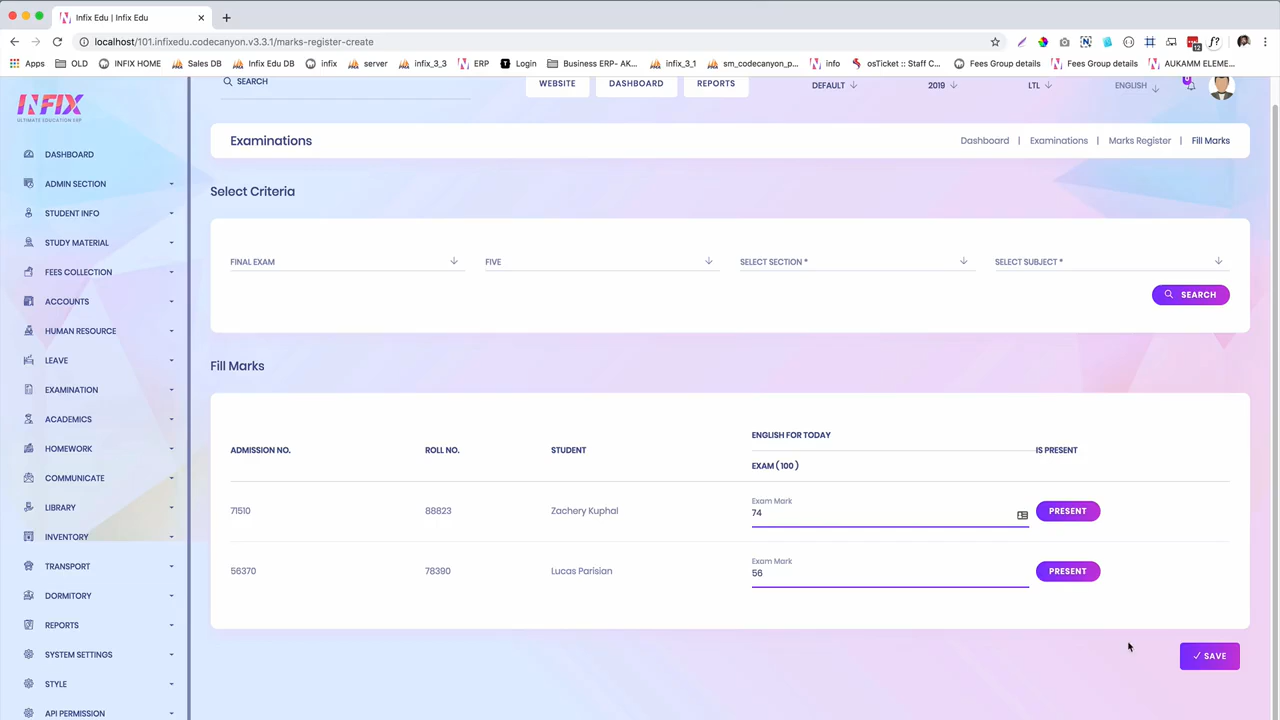 Infix Edu | Infix Edu
localhost/101.infixedu.codecanyon.v3.3.1/marks-register-create
12
Apps OLD INFIX HOME Sales DB Infix Edu DB infix server infix_3_3 ERP Login Business ERP- AK... infix_3_1 sm_codecanyon_p... info osTicket :: Staff C... Fees Group details Fees Group details AUKAMM ELEME...
INFIX
ULTIMATE EDUCATION ERP
SEARCH
WEBSITE DASHBOARD REPORTS
DEFAULT 2019 LTL ENGLISH
Examinations
Dashboard | Examinations | Marks Register | Fill Marks
DASHBOARD
ADMIN SECTION
STUDENT INFO
STUDY MATERIAL
FEES COLLECTION
ACCOUNTS
HUMAN RESOURCE
LEAVE
EXAMINATION
ACADEMICS
HOMEWORK
COMMUNICATE
LIBRARY
INVENTORY
TRANSPORT
DORMITORY
REPORTS
SYSTEM SETTINGS
STYLE
API PERMISSION
Select Criteria
FINAL EXAM FIVE SELECT SECTION * SELECT SUBJECT *
SEARCH
Fill Marks
ENGLISH FOR TODAY
ADMISSION NO. ROLL NO. STUDENT IS PRESENT
EXAM ( 100 )
Exam Mark
71510 88823 Zachery Kuphal 74 PRESENT
Exam Mark
56370 78390 Lucas Parisian 56 PRESENT
SAVE